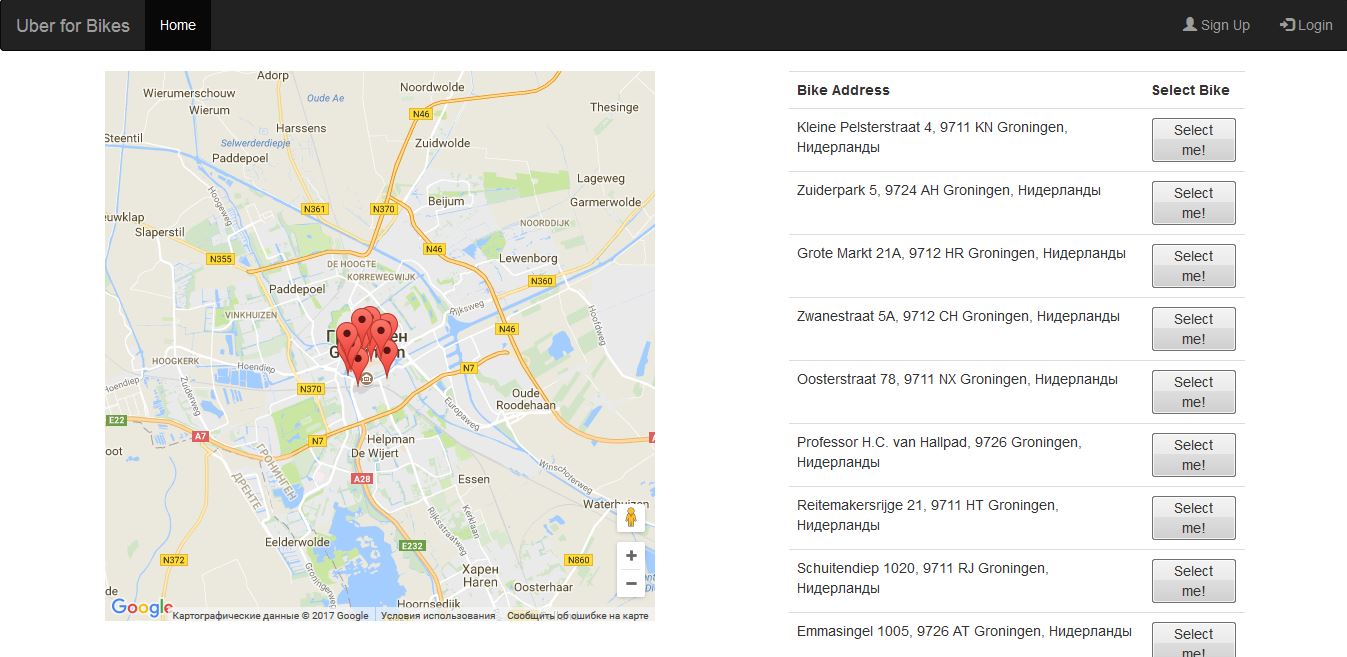 Uber for Bikes
Home
Sign Up
Login
Adorp
Wierumerschouw
Oude Ae
Noordwolde
Wierum
N46
Thesinge
Steentil
Harssens
Selwerderdiepje
Zuidwolde
Paddepoel
Lageweg
Hoogeweg
Beijum
Garmerwolde
N361
N370
euwklap
NOORDDIJK
Slaperstil
N46
N355
DE HOOGTE
Lewenborg
KORREWEGWIJK
N360
Paddepoel
VINKHUIZEN
Rijksweg
Hoofdweg
N46
HOOGKERK
Hoendiep
N7
Hoendiep
Zuiderweg
N370
Oude
Roodehaan
Europaweg
E22
A7
N7
Helpman
De Wijert
oot
ГРОНИНГЕН
ДРЕНТЕ
A28
Essen
Winschoterweg
Rijksstraatweg
Kerklaan
Eelderwolde
E232
N372
N860
Groningerweg
Харен
Haren
Oosterhaar
de
Hoornsedijk
Google
Картографические данные © 2017 Google
Условия использования
Сообщить об ошибке на карте
Bike Address
Select Bike
Kleine Pelsterstraat 4, 9711 KN Groningen,
Нидерланды
Select
me!
Zuiderpark 5, 9724 AH Groningen, Нидерланды
Select
me!
Grote Markt 21A, 9712 HR Groningen, Нидерланды
Select
me!
Zwanestraat 5A, 9712 CH Groningen, Нидерланды
Select
me!
Oosterstraat 78, 9711 NX Groningen, Нидерланды
Select
me!
Professor H.C. van Hallpad, 9726 Groningen,
Нидерланды
Select
me!
Reitemakersrijge 21, 9711 HT Groningen,
Нидерланды
Select
me!
Schuitendiep 1020, 9711 RJ Groningen,
Нидерланды
Select
me!
Emmasingel 1005, 9726 AT Groningen, Нидерланды
Select
me!